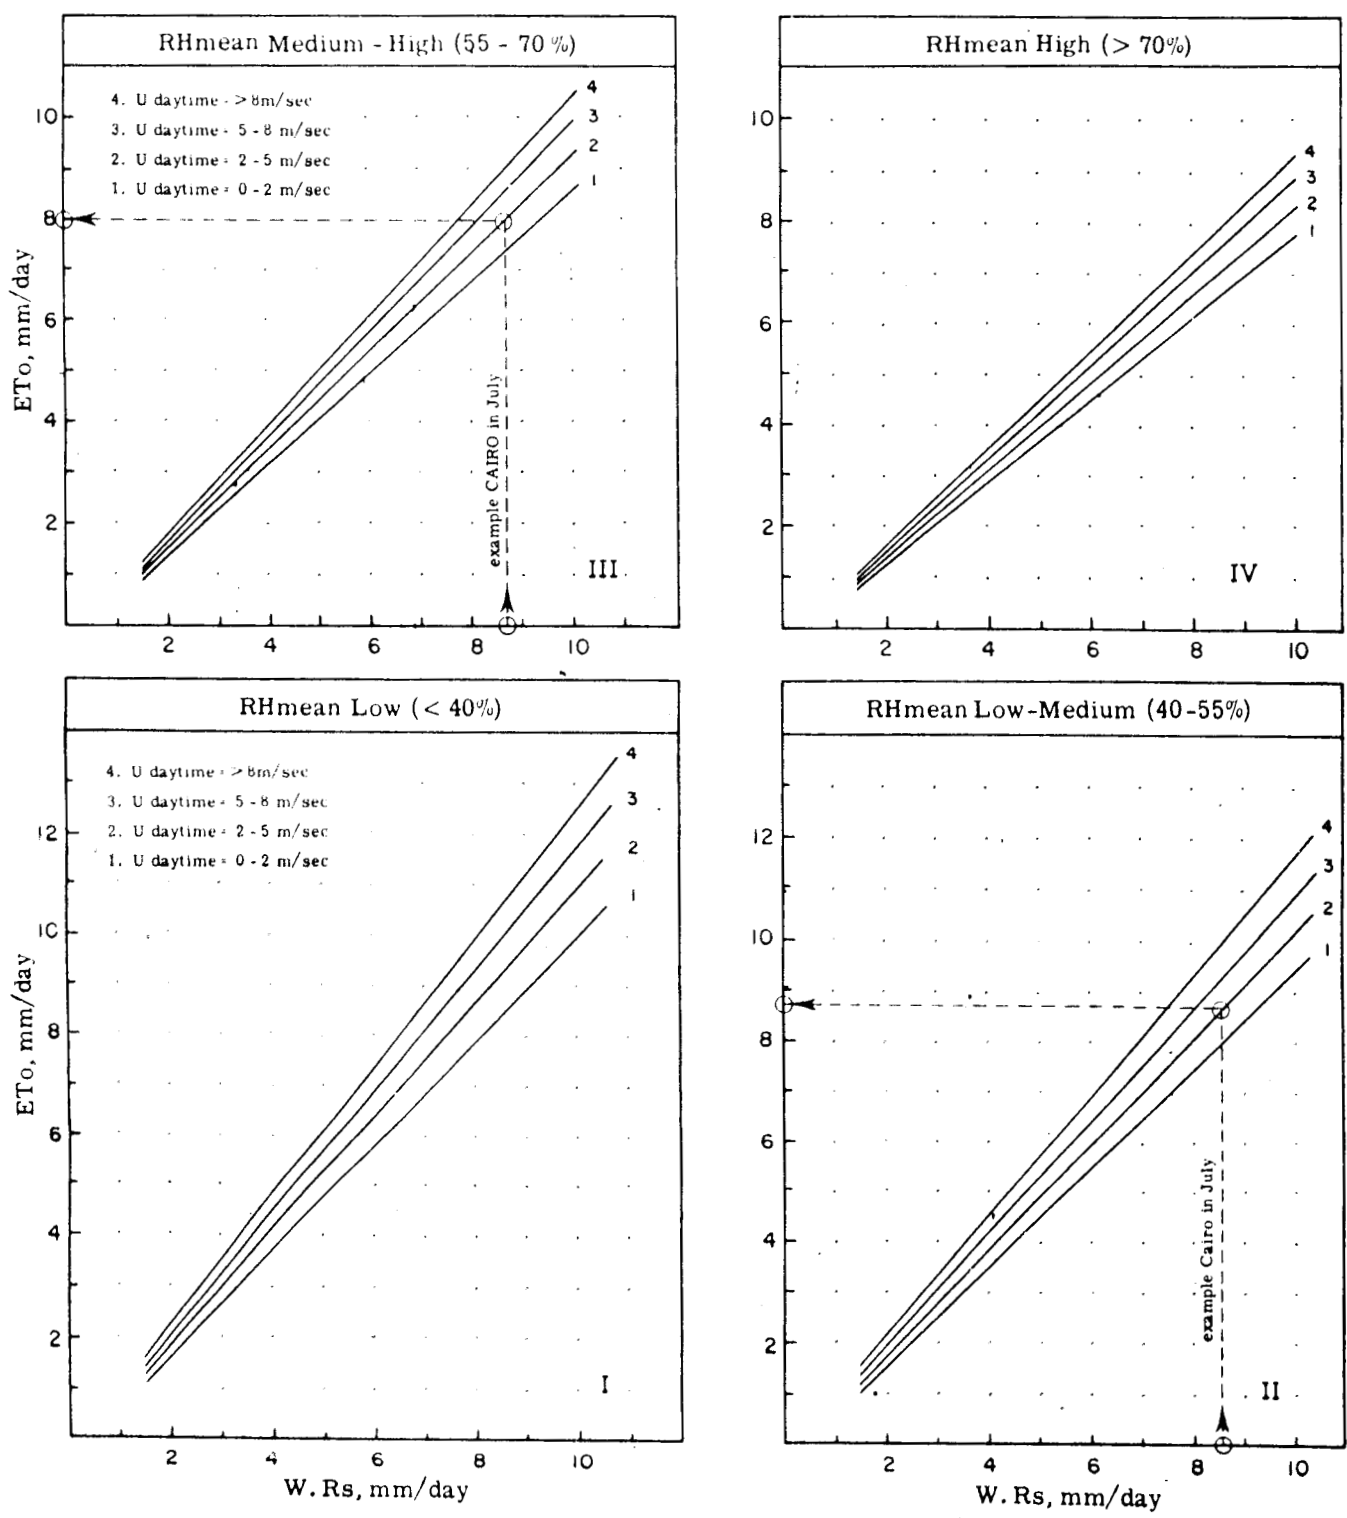 RHmean Medium - High (55 - 70 %)
4. U daytime - > 8m/sec
3. U daytime - 5 - 8 m/sec
2. U daytime = 2 - 5 m/sec
1. U daytime = 0 - 2 m/sec
4
3
2
1
10
8
6
4
2
ETo, mm/day
example CAIRO in July
III
2 4 6 8 10
RHmean High (> 70%)
4
3
2
1
10
8
6
4
2
IV
2 4 6 8 10
RHmean Low (< 40%)
4. U daytime = > 8m/sec
3. U daytime - 5 - 8 m/sec
2. U daytime = 2 - 5 m/sec
1. U daytime = 0 - 2 m/sec
4
3
2
1
12
10
8
6
4
2
ETo, mm/day
I
2 4 6 8 10
W. Rs, mm/day
RHmean Low-Medium (40-55%)
4
3
2
1
12
10
8
6
4
2
example Cairo in July
II
2 4 6 8 10
W. Rs, mm/day